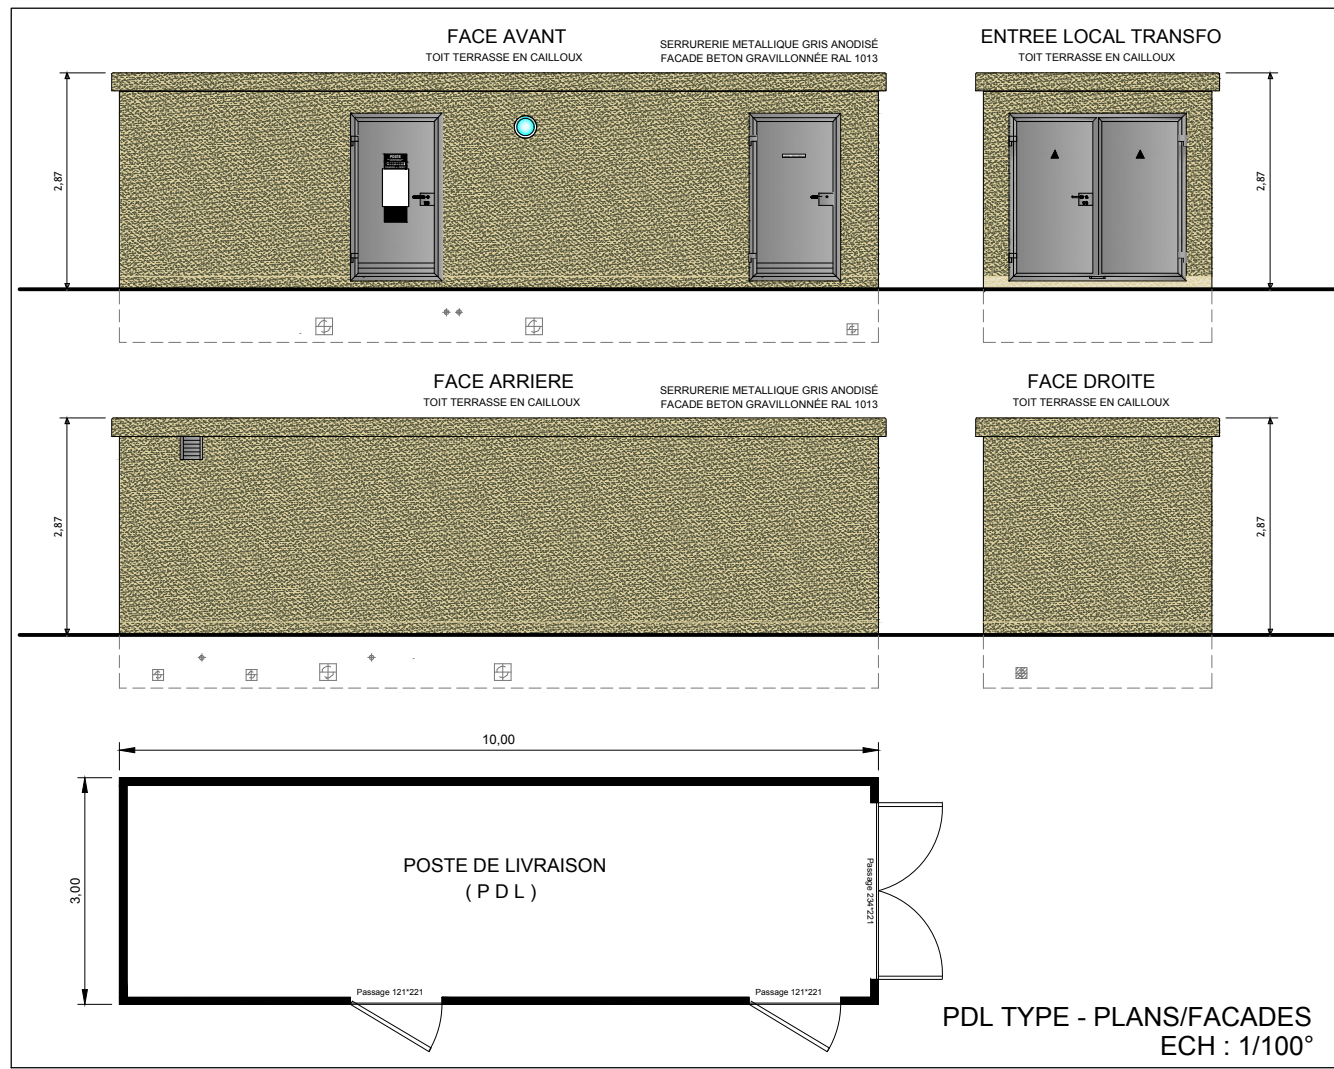 FACE AVANT
TOIT TERRASSE EN CAILLOUX
SERRURERIE METALLIQUE GRIS ANODISÉ
FACADE BETON GRAVILLONNÉE RAL 1013
ENTREE LOCAL TRANSFO
TOIT TERRASSE EN CAILLOUX
2,87
POSTE
2,87
FACE ARRIERE
TOIT TERRASSE EN CAILLOUX
SERRURERIE METALLIQUE GRIS ANODISÉ
FACADE BETON GRAVILLONNÉE RAL 1013
FACE DROITE
TOIT TERRASSE EN CAILLOUX
2,87
2,87
10,00
3,00
POSTE DE LIVRAISON
( P D L )
Passage 234*221
Passage 121*221
Passage 121*221
PDL TYPE - PLANS/FACADES
ECH : 1/100°